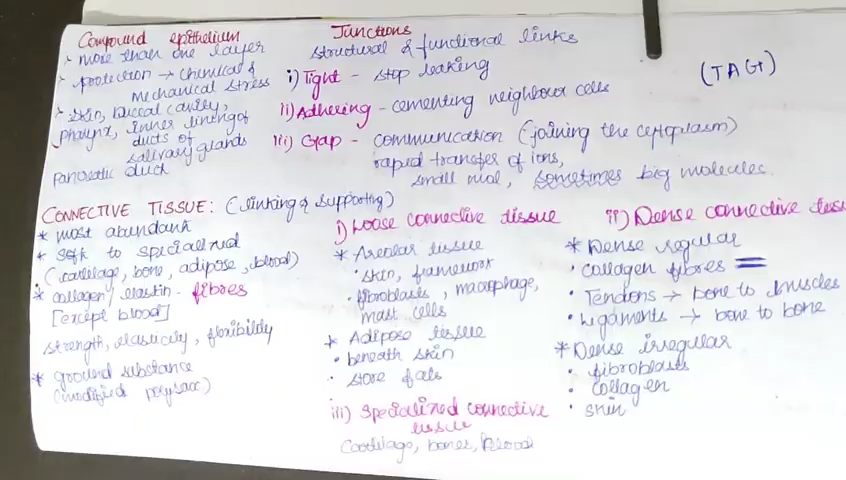 Compound epithelium
> more than one layer
> protection → chemical &
mechanical stress
> skin, buccal cavity,
pharynx, inner lining of
ducts of
salivary glands
pancreatic duct
Junctions
structural & functional links
i) Tight - stop leaking
(TAG)
ii) Adhering - cementing neighbour cells
iii) Gap - communication (joining the cytoplasm)
rapid transfer of ions,
small mol, sometimes big molecules.
CONNECTIVE TISSUE: (linking & supporting)
* most abundant
* soft to specialized
(cartilage, bone, adipose, blood)
* collagen / elastin - fibres
[except blood]
strength, elasticity, flexibility
* ground substance
(modified polysacc)
i) Loose connective tissue
* Areolar tissue
• skin, framework
• fibroblasts, macrophage,
mast cells
* Adipose tissue
• beneath skin
• store fats
iii) Specialized connective
tissue
Cartilage, bones, Blood
ii) Dense connective tissue
* Dense regular
• collagen fibres
• Tendons → bone to muscles
• Ligaments → bone to bone
* Dense irregular
• fibroblasts
• collagen
• skin